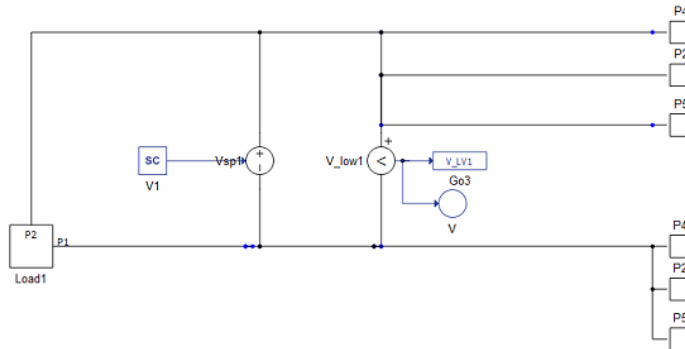 P4
P2
P5
SC
V1
Vsp1
+
−
V_low1
+
<
V_LV1
Go3
V
P2
P1
Load1
P4
P2
P5